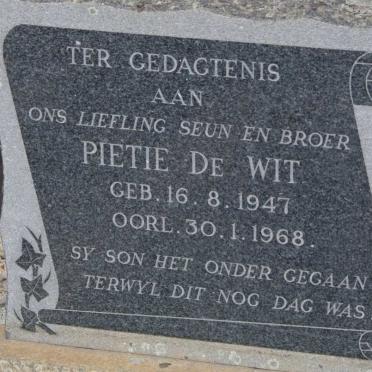 TER GEDAGTENIS
AAN
ONS LIEFLING SEUN EN BROER
PIETIE DE WIT
GEB. 16.8.1947
OORL. 30.1.1968.
SY SON HET ONDER GEGAAN
TERWYL DIT NOG DAG WAS